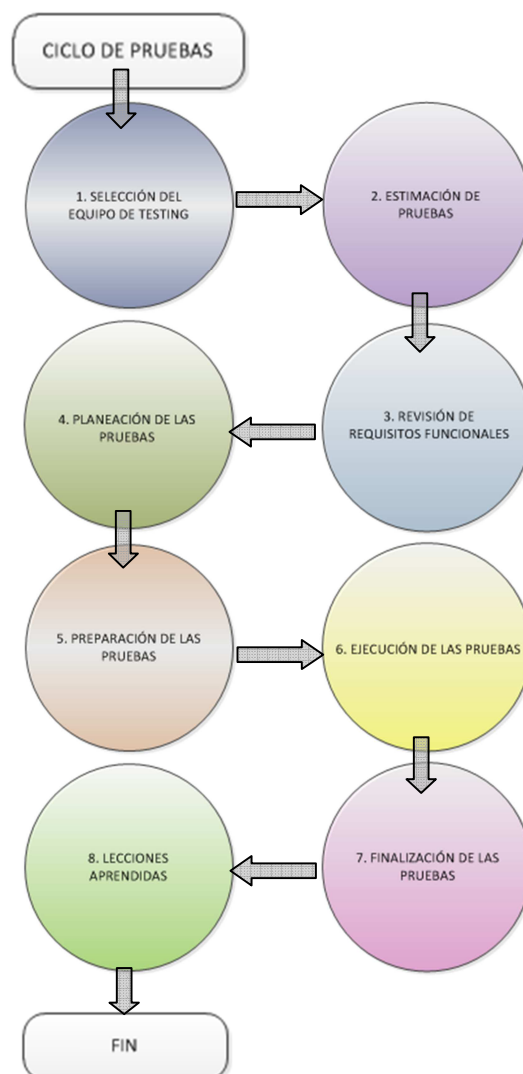 CICLO DE PRUEBAS
1. SELECCIÓN DEL
EQUIPO DE TESTING
2. ESTIMACIÓN DE
PRUEBAS
3. REVISIÓN DE
REQUISITOS FUNCIONALES
4. PLANEACIÓN DE LAS
PRUEBAS
5. PREPARACIÓN DE LAS
PRUEBAS
6. EJECUCIÓN DE LAS PRUEBAS
7. FINALIZACIÓN DE LAS
PRUEBAS
8. LECCIONES
APRENDIDAS
FIN